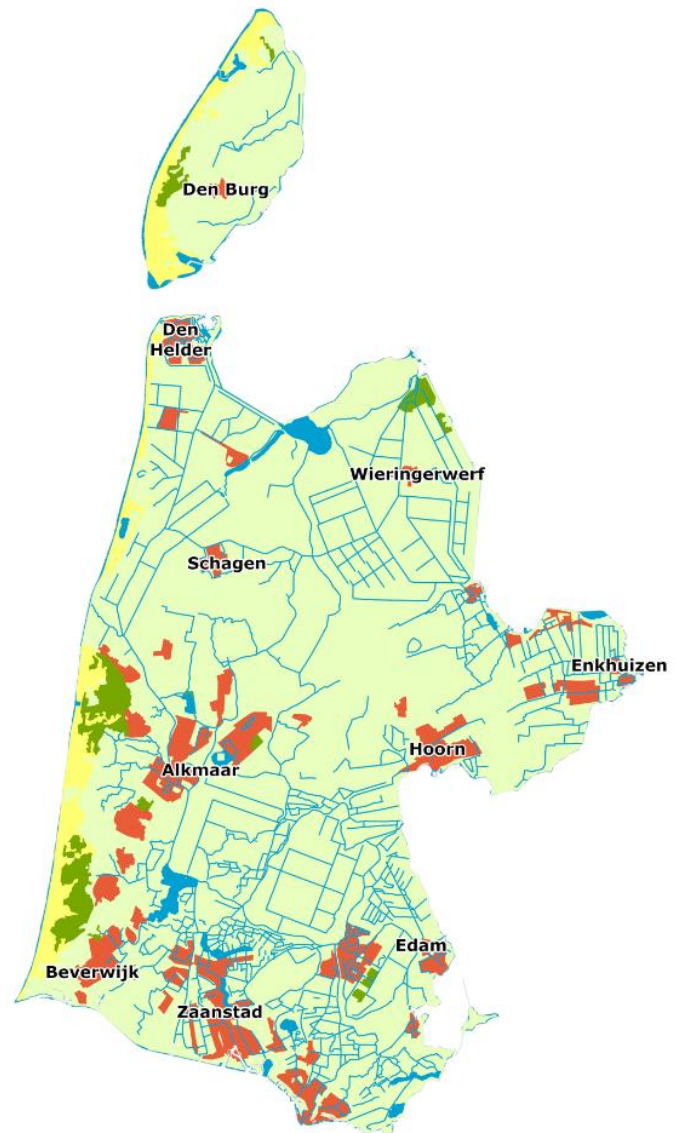 Den Burg
Den
Helder
Wieringerwerf
Schagen
Enkhuizen
Hoorn
Alkmaar
Edam
Beverwijk
Zaanstad